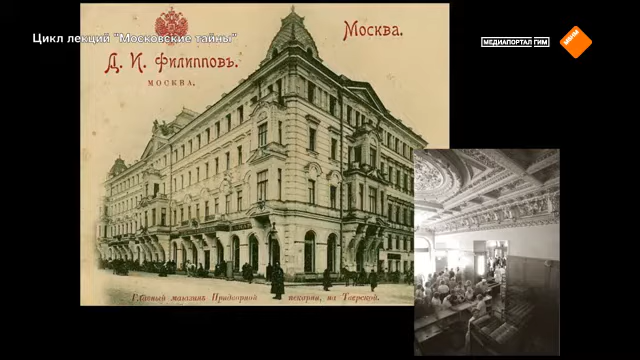 Цикл лекций "Московские тайны"
Москва.
Д. И. Филипповъ.
МОСКВА.
МЕДИАПОРТАЛ ГИМ
Главный магазинъ Придворной пекарни, на Тверской.